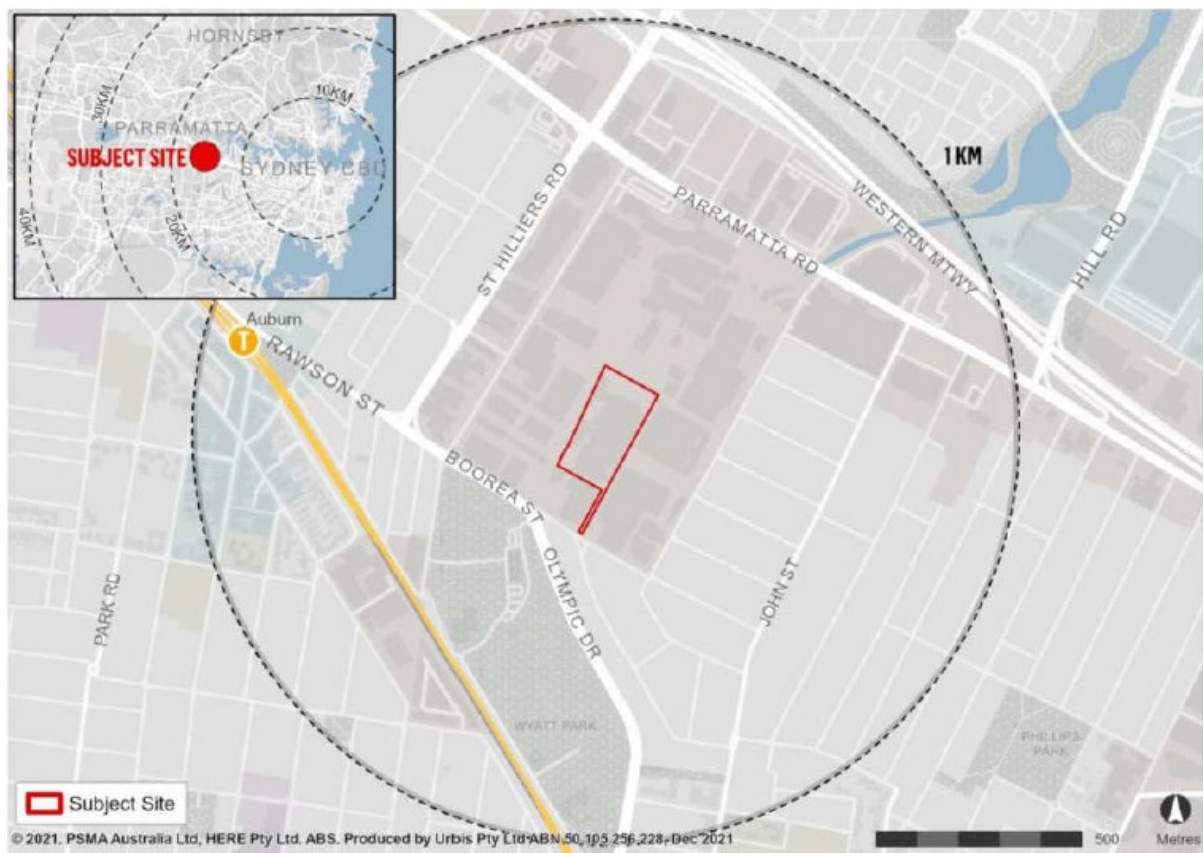 HORNSBY
10KM
30KM
PARRAMATTA
SUBJECT SITE
SYDNEY CBD
40KM
20KM
1 KM
ST HILLIERS RD
PARRAMATTA RD
WESTERN MTWY
HILL RD
Auburn
T
RAWSON ST
BOOREA ST
OLYMPIC DR
JOHN ST
PARK RD
WYATT PARK
PHILLIPS
PARK
Subject Site
© 2021. PSMA Australia Ltd, HERE Pty Ltd. ABS. Produced by Urbis Pty Ltd ABN 50 105 256 228, Dec 2021
500
Metres